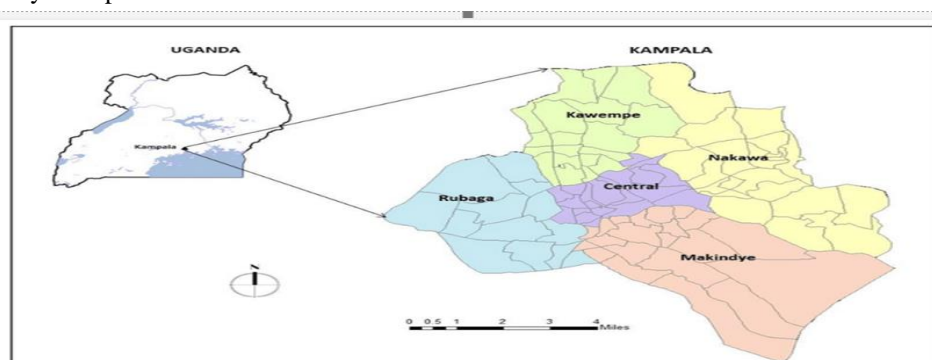 UGANDA
KAMPALA
Kawempe
Kampala
Nakawa
Central
Rubaga
Makindye
N
0 0.5 1 2 3 4
Miles